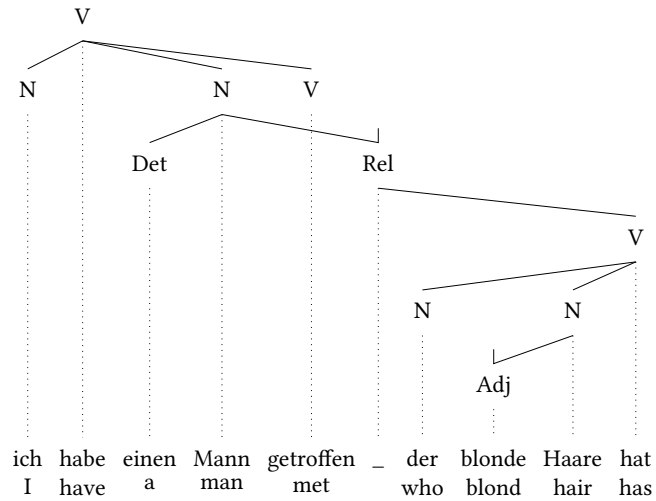 V
N N V
Det Rel
V
N N
Adj
ich habe einen Mann getroffen _ der blonde Haare hat
I have a man met who blond hair has